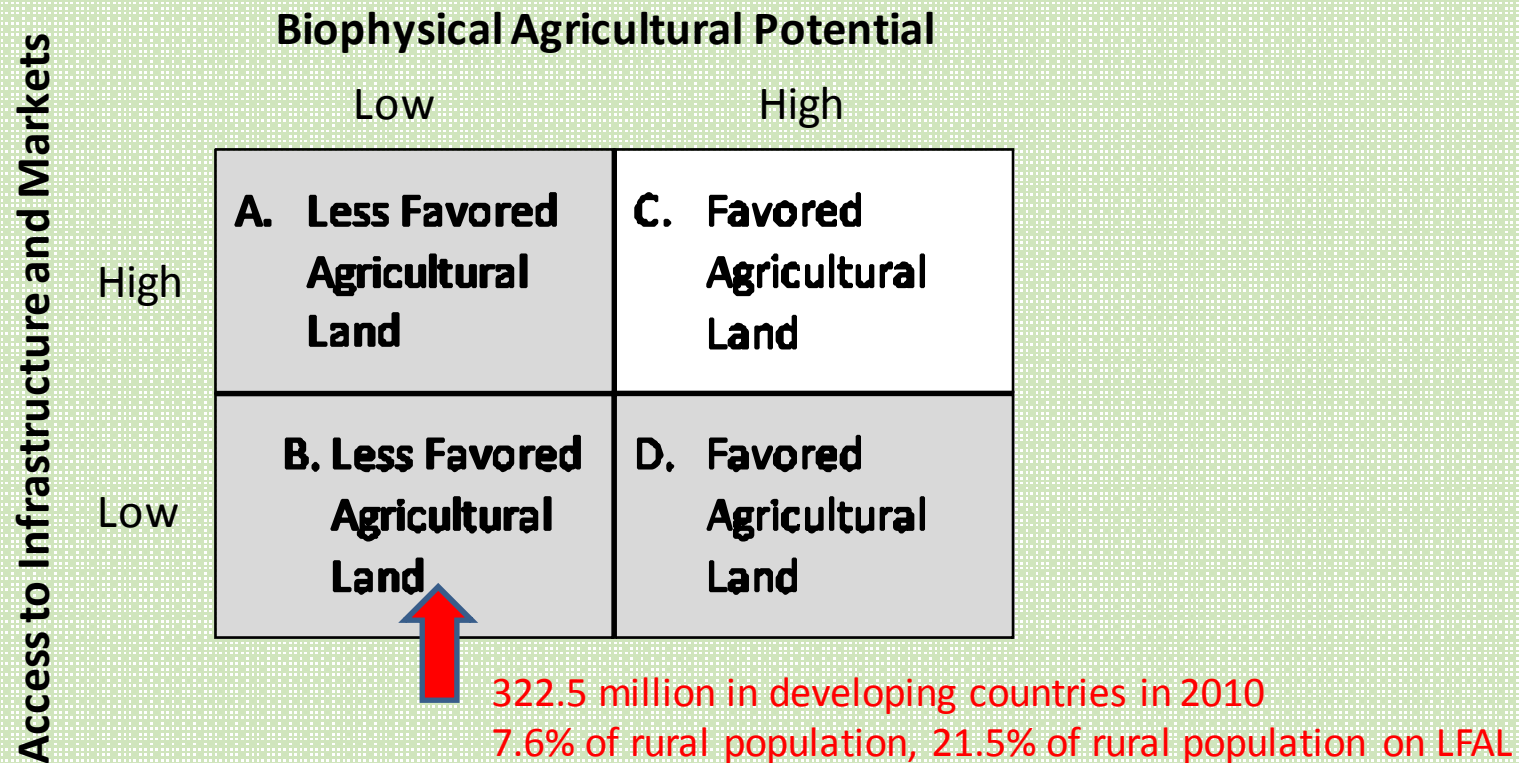 Biophysical Agricultural Potential
Access to Infrastructure and Markets
Low
High
High
A. Less Favored
Agricultural
Land
C. Favored
Agricultural
Land
Low
B. Less Favored
Agricultural
Land
D. Favored
Agricultural
Land
322.5 million in developing countries in 2010
7.6% of rural population, 21.5% of rural population on LFAL